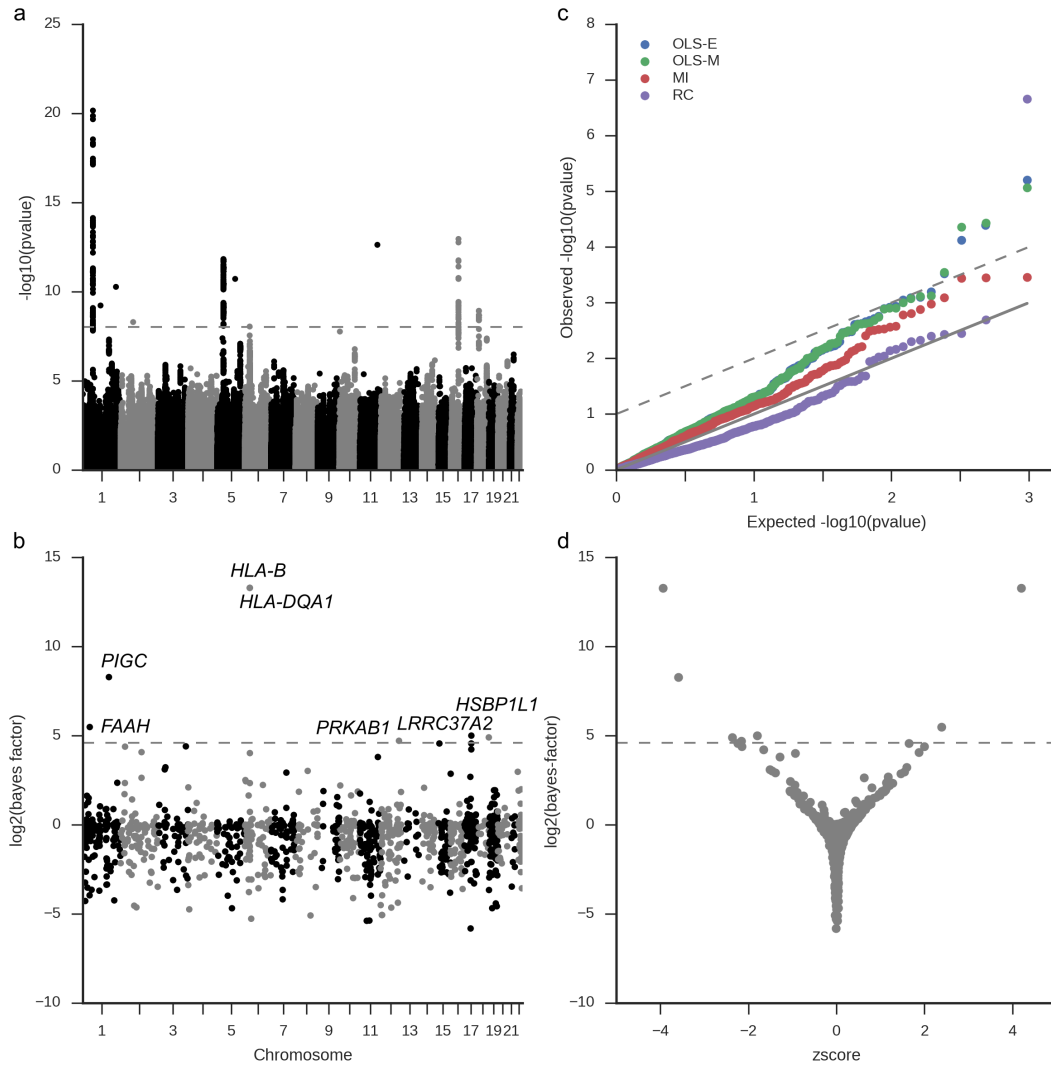 a
25
20
15
10
5
0
-log10(pvalue)
1
3
5
7
9
11
13
15
17
19
21
c
8
7
6
5
4
3
2
1
0
Observed -log10(pvalue)
OLS-E
OLS-M
MI
RC
0
1
2
3
Expected -log10(pvalue)
b
15
10
5
0
−5
−10
log2(bayes factor)
HLA-B
HLA-DQA1
PIGC
FAAH
PRKAB1
LRRC37A2
HSBP1L1
1
3
5
7
9
11
13
15
17
19
21
Chromosome
d
15
10
5
0
−5
−10
log2(bayes-factor)
−4
−2
0
2
4
zscore